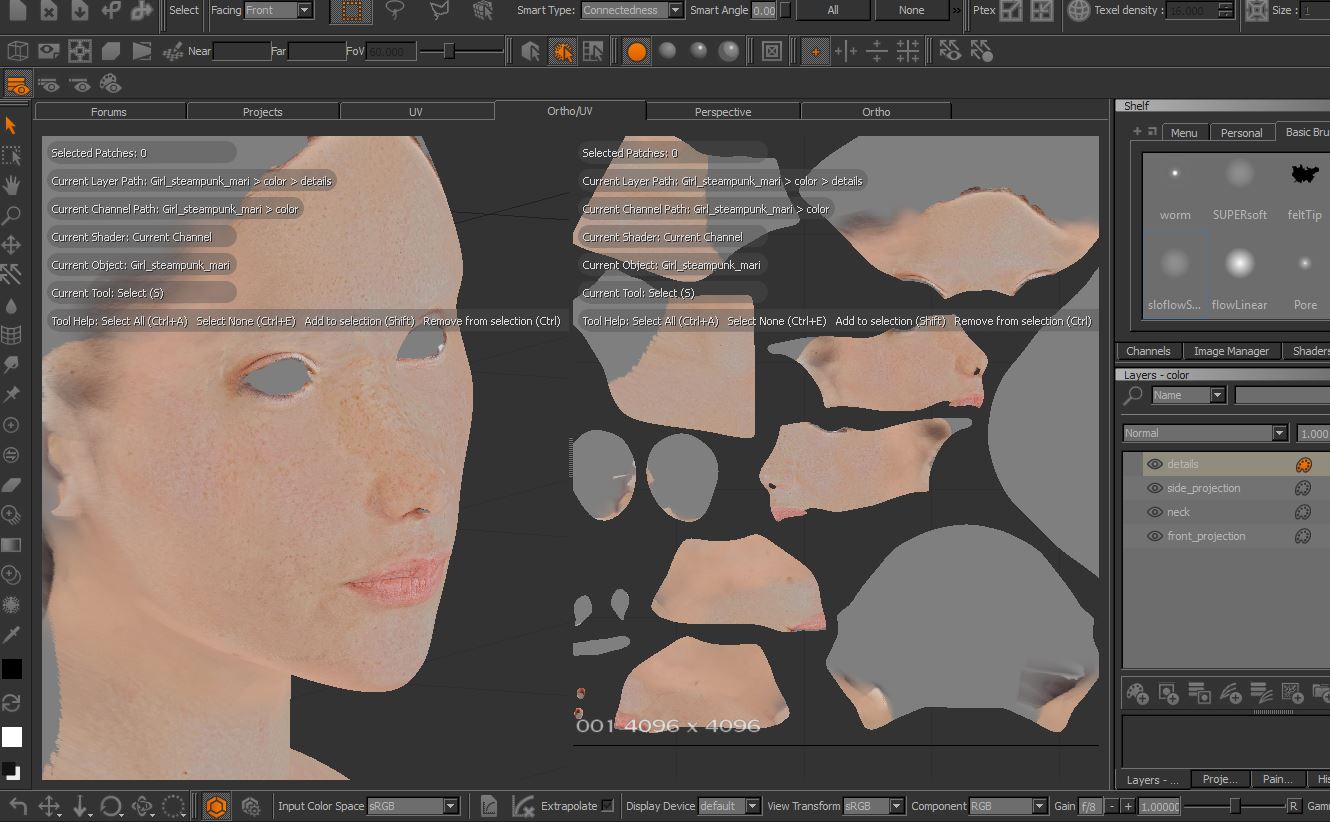 Select Facing Front Smart Type: Connectedness Smart Angle 0.00 All None » Ptex Texel density : 16.000 Size : 1
Near Far FoV 60.000
Forums Projects UV Ortho/UV Perspective Ortho
Shelf
Menu Personal Basic Bru
Selected Patches: 0
Current Layer Path: Girl_steampunk_mari > color > details
Current Channel Path: Girl_steampunk_mari > color
Current Shader: Current Channel
Current Object: Girl_steampunk_mari
Current Tool: Select (S)
Tool Help: Select All (Ctrl+A) Select None (Ctrl+E) Add to selection (Shift) Remove from selection (Ctrl)
Selected Patches: 0
Current Layer Path: Girl_steampunk_mari > color > details
Current Channel Path: Girl_steampunk_mari > color
Current Shader: Current Channel
Current Object: Girl_steampunk_mari
Current Tool: Select (S)
Tool Help: Select All (Ctrl+A) Select None (Ctrl+E) Add to selection (Shift) Remove from selection (Ctrl)
001 4096 x 4096
worm SUPERsoft feltTip
sloflowS... flowLinear Pore
Channels Image Manager Shaders
Layers - color
Name
Normal 1.000
details
side_projection
neck
front_projection
Layers - ... Proje... Pain... His
Input Color Space sRGB Extrapolate Display Device default View Transform sRGB Component RGB Gain f/8 - + 1.00000 R Gamm